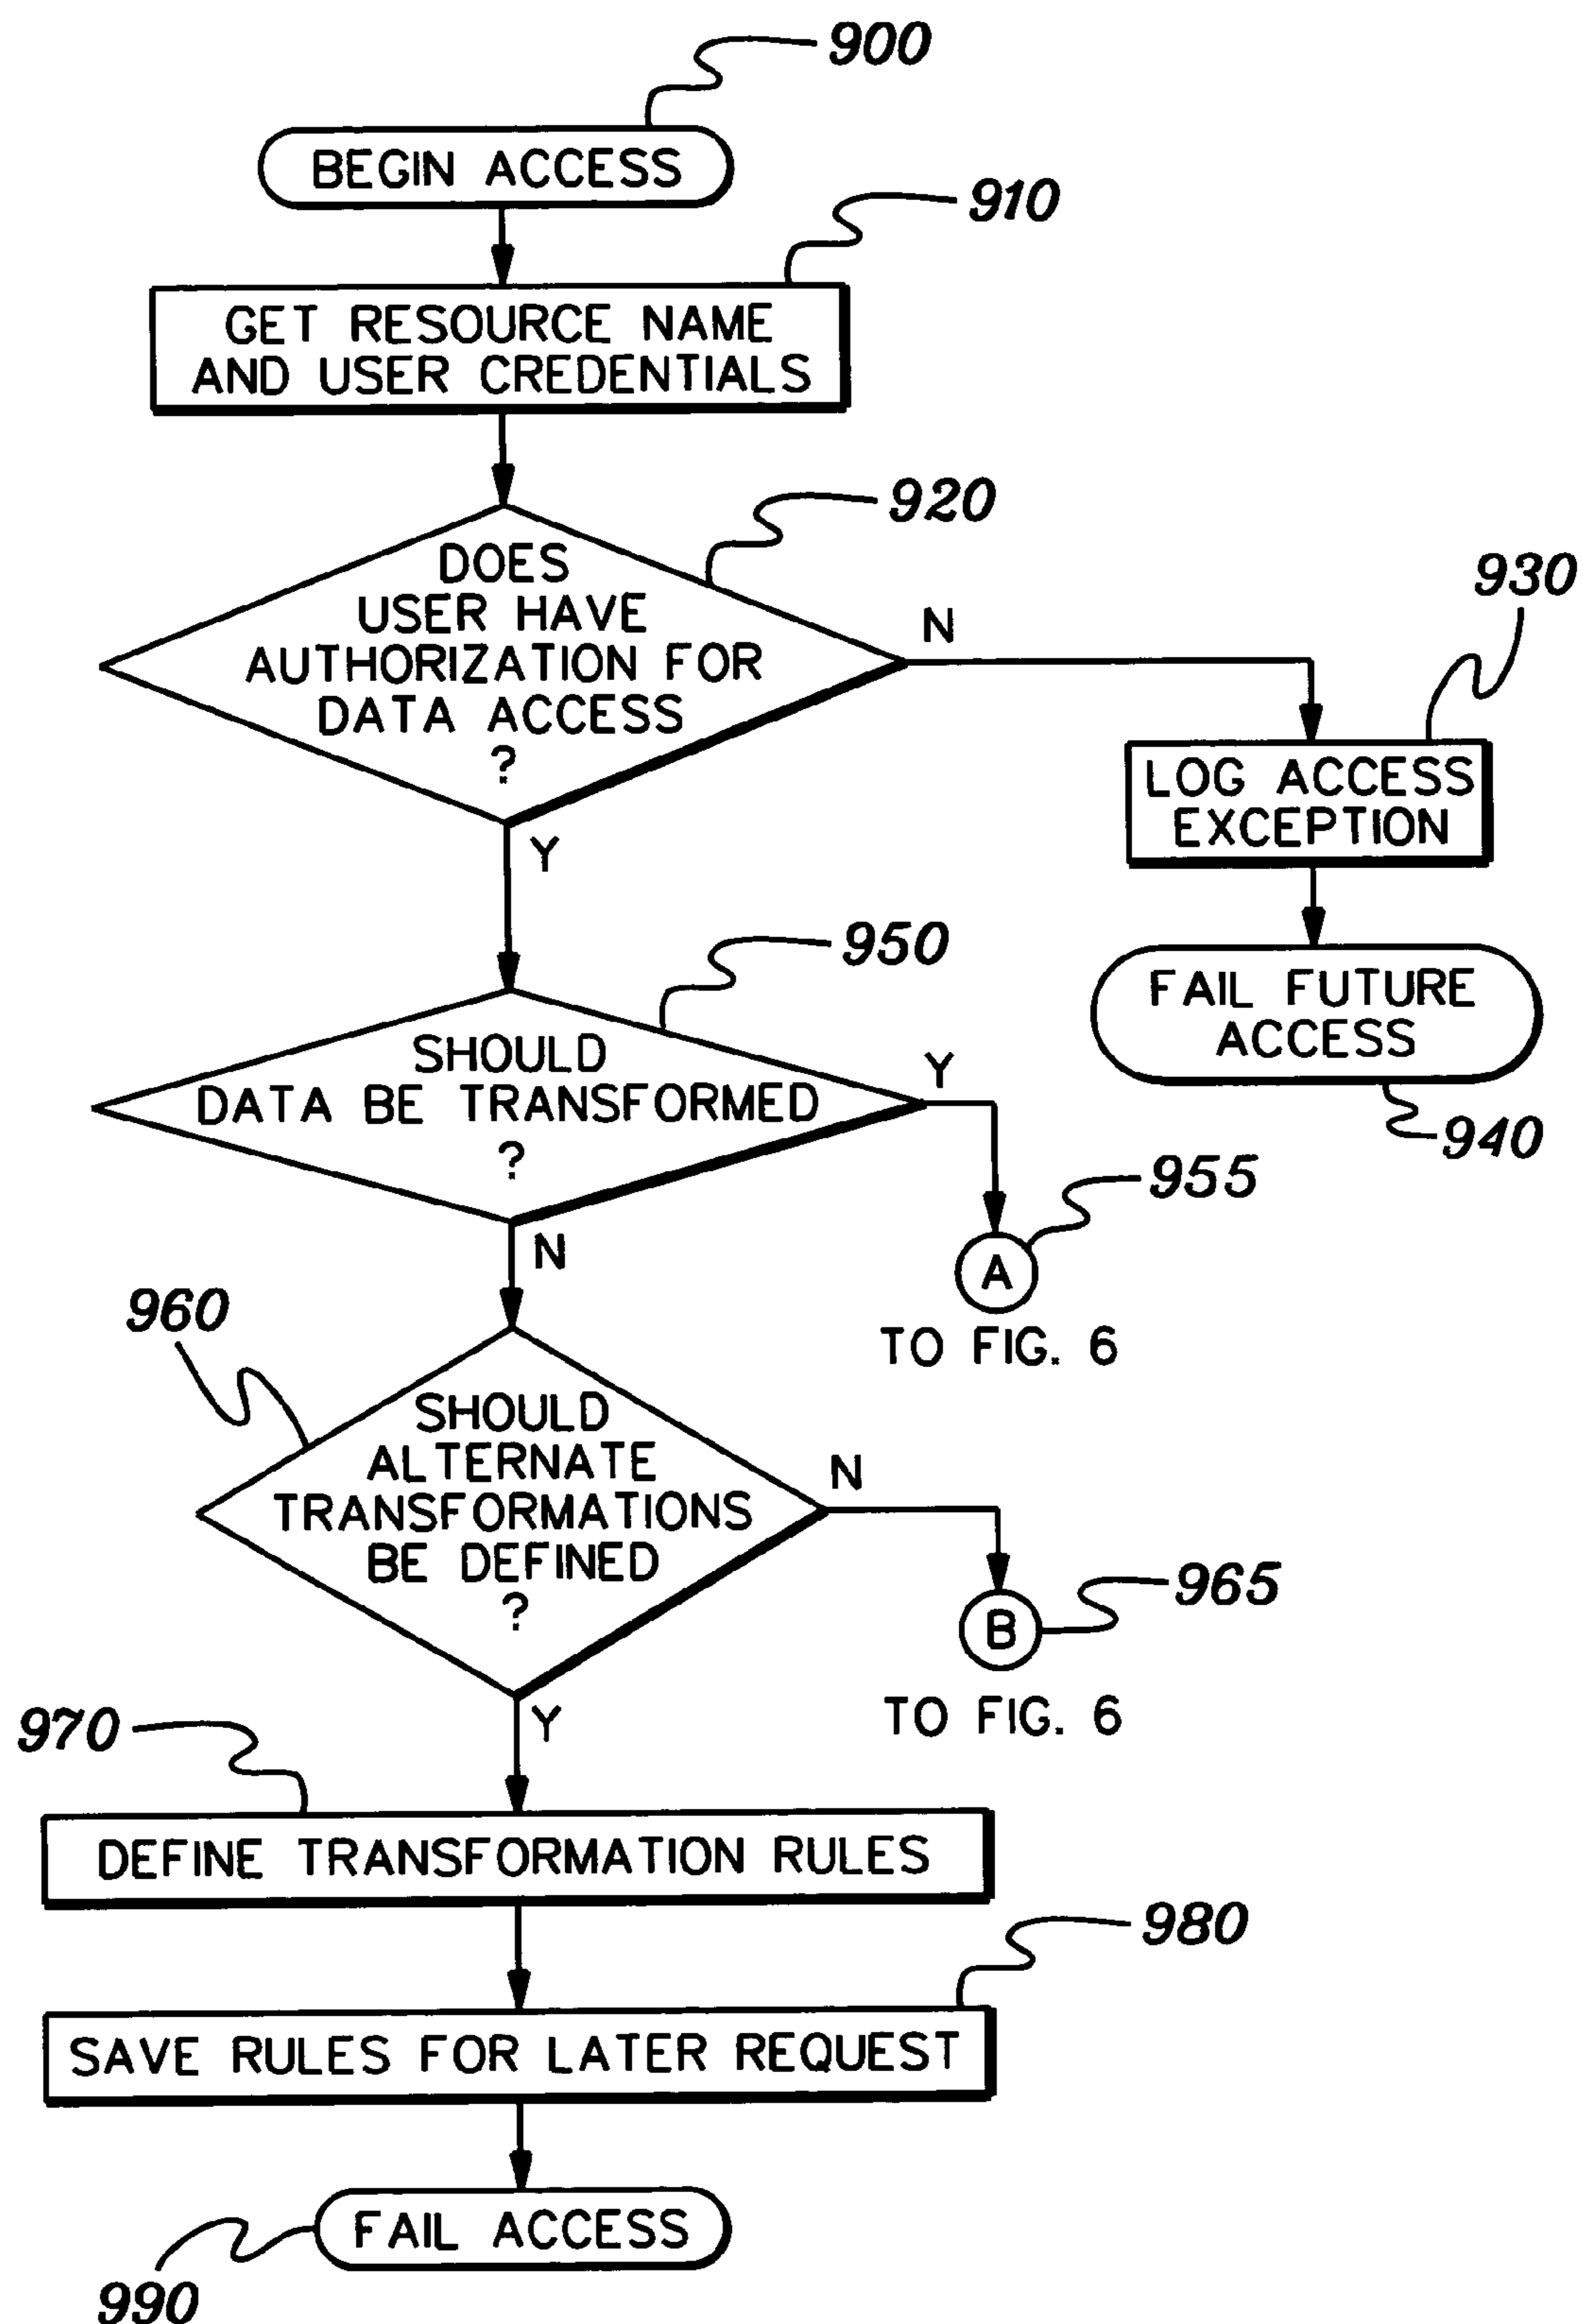 900
BEGIN ACCESS
910
GET RESOURCE NAME
AND USER CREDENTIALS
920
DOES
USER HAVE
AUTHORIZATION FOR
DATA ACCESS
?
N
Y
930
LOG ACCESS
EXCEPTION
FAIL FUTURE
ACCESS
940
950
SHOULD
DATA BE TRANSFORMED
?
Y
N
955
A
TO FIG. 6
960
SHOULD
ALTERNATE
TRANSFORMATIONS
BE DEFINED
?
N
Y
965
B
TO FIG. 6
970
DEFINE TRANSFORMATION RULES
980
SAVE RULES FOR LATER REQUEST
FAIL ACCESS
990